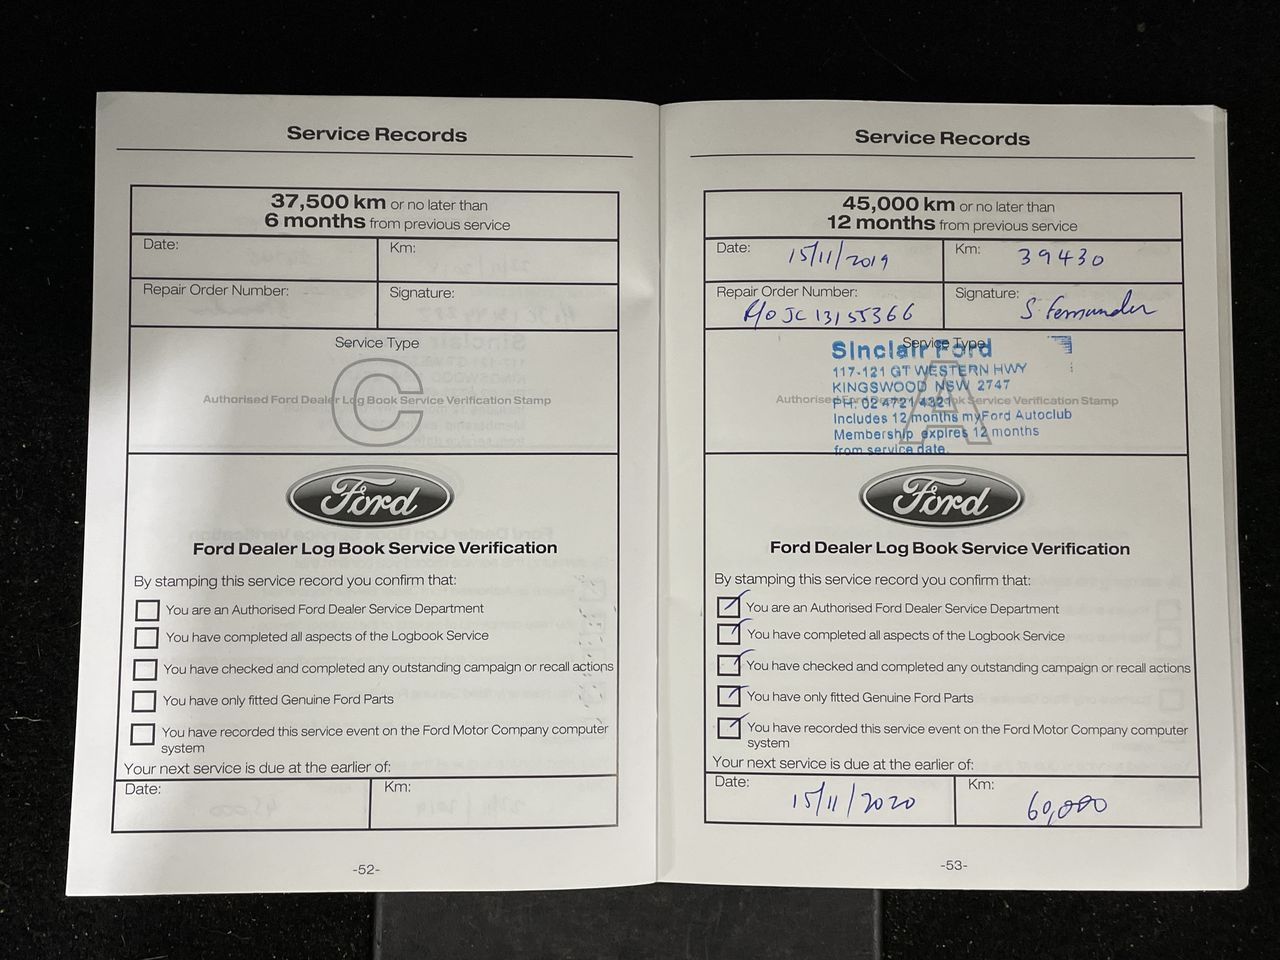 Service Records
37,500 km or no later than
6 months from previous service
Date:
Km:
Repair Order Number:
Signature:
Service Type
C
Authorised Ford Dealer Log Book Service Verification Stamp
Ford
Ford Dealer Log Book Service Verification
By stamping this service record you confirm that:
You are an Authorised Ford Dealer Service Department
You have completed all aspects of the Logbook Service
You have checked and completed any outstanding campaign or recall actions
You have only fitted Genuine Ford Parts
You have recorded this service event on the Ford Motor Company computer
system
Your next service is due at the earlier of:
Date:
Km:
-52-
Service Records
45,000 km or no later than
12 months from previous service
Date: 15/11/2019
Km: 39430
Repair Order Number:
R/O JC13155366
Signature:
S. Fernander
Service Type
A
Authorised Ford Dealer Log Book Service Verification Stamp
Sinclair Ford
117-121 GT WESTERN HWY
KINGSWOOD NSW 2747
PH: 02 4721 4321
Includes 12 months myFord Autoclub
Membership expires 12 months
from service date.
Ford
Ford Dealer Log Book Service Verification
By stamping this service record you confirm that:
You are an Authorised Ford Dealer Service Department
You have completed all aspects of the Logbook Service
You have checked and completed any outstanding campaign or recall actions
You have only fitted Genuine Ford Parts
You have recorded this service event on the Ford Motor Company computer
system
Your next service is due at the earlier of:
Date: 15/11/2020
Km: 60,000
-53-